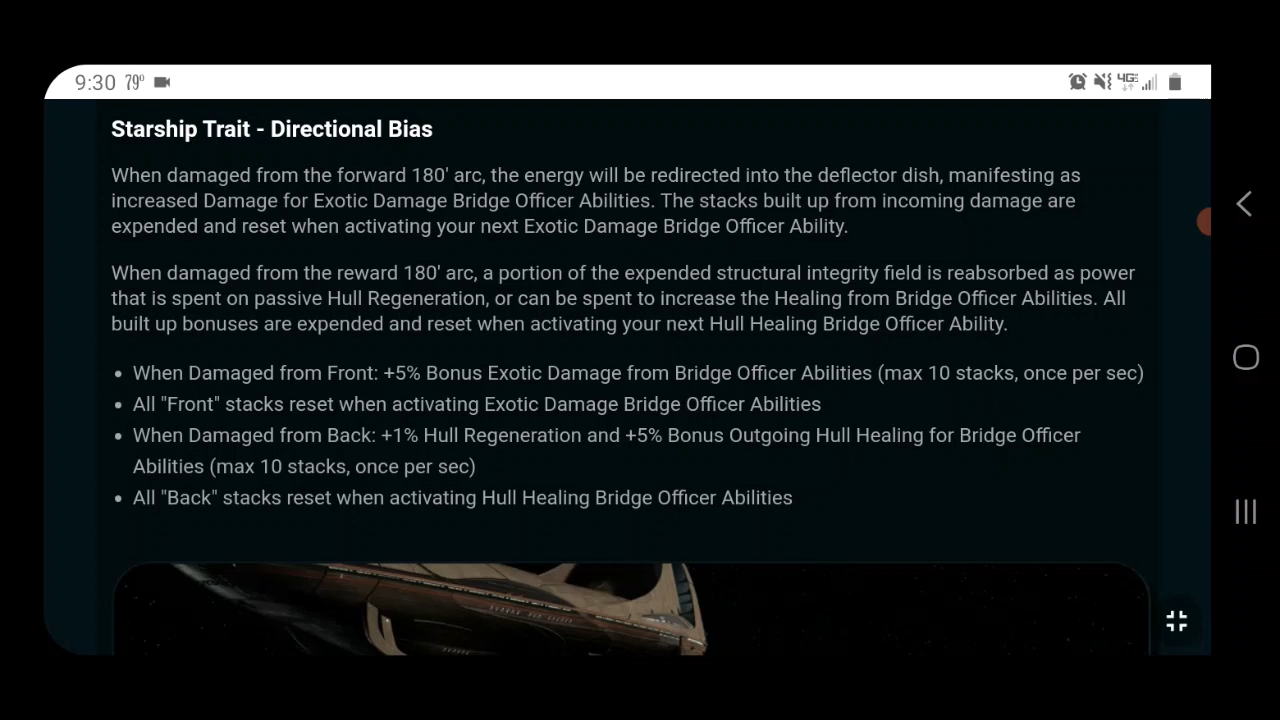 9:30 79°
4G
Starship Trait - Directional Bias
When damaged from the forward 180' arc, the energy will be redirected into the deflector dish, manifesting as
increased Damage for Exotic Damage Bridge Officer Abilities. The stacks built up from incoming damage are
expended and reset when activating your next Exotic Damage Bridge Officer Ability.
When damaged from the reward 180' arc, a portion of the expended structural integrity field is reabsorbed as power
that is spent on passive Hull Regeneration, or can be spent to increase the Healing from Bridge Officer Abilities. All
built up bonuses are expended and reset when activating your next Hull Healing Bridge Officer Ability.
• When Damaged from Front: +5% Bonus Exotic Damage from Bridge Officer Abilities (max 10 stacks, once per sec)
• All "Front" stacks reset when activating Exotic Damage Bridge Officer Abilities
• When Damaged from Back: +1% Hull Regeneration and +5% Bonus Outgoing Hull Healing for Bridge Officer
Abilities (max 10 stacks, once per sec)
• All "Back" stacks reset when activating Hull Healing Bridge Officer Abilities